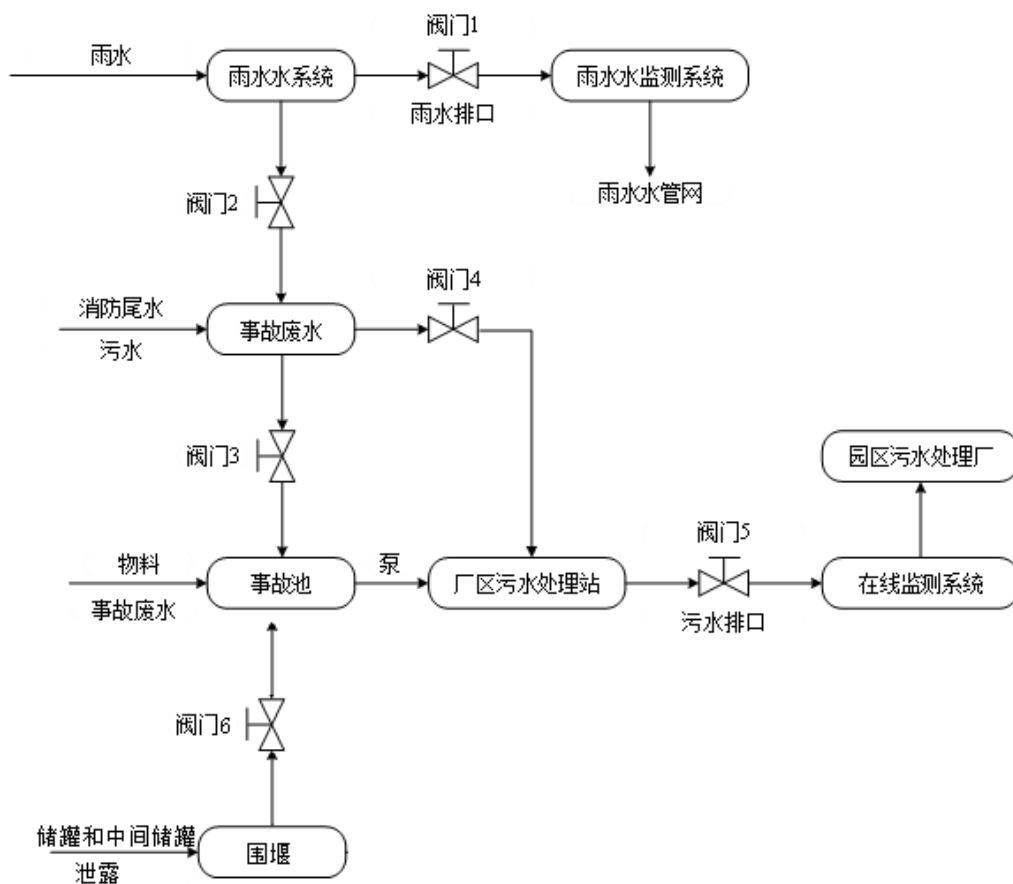 阀门1
雨水
雨水水系统
雨水水监测系统
雨水排口
雨水水管网
阀门2
阀门4
消防尾水
事故废水
污水
阀门3
园区污水处理厂
阀门5
物料
泵
事故池
厂区污水处理站
在线监测系统
事故废水
污水排口
阀门6
储罐和中间储罐
围堰
泄露